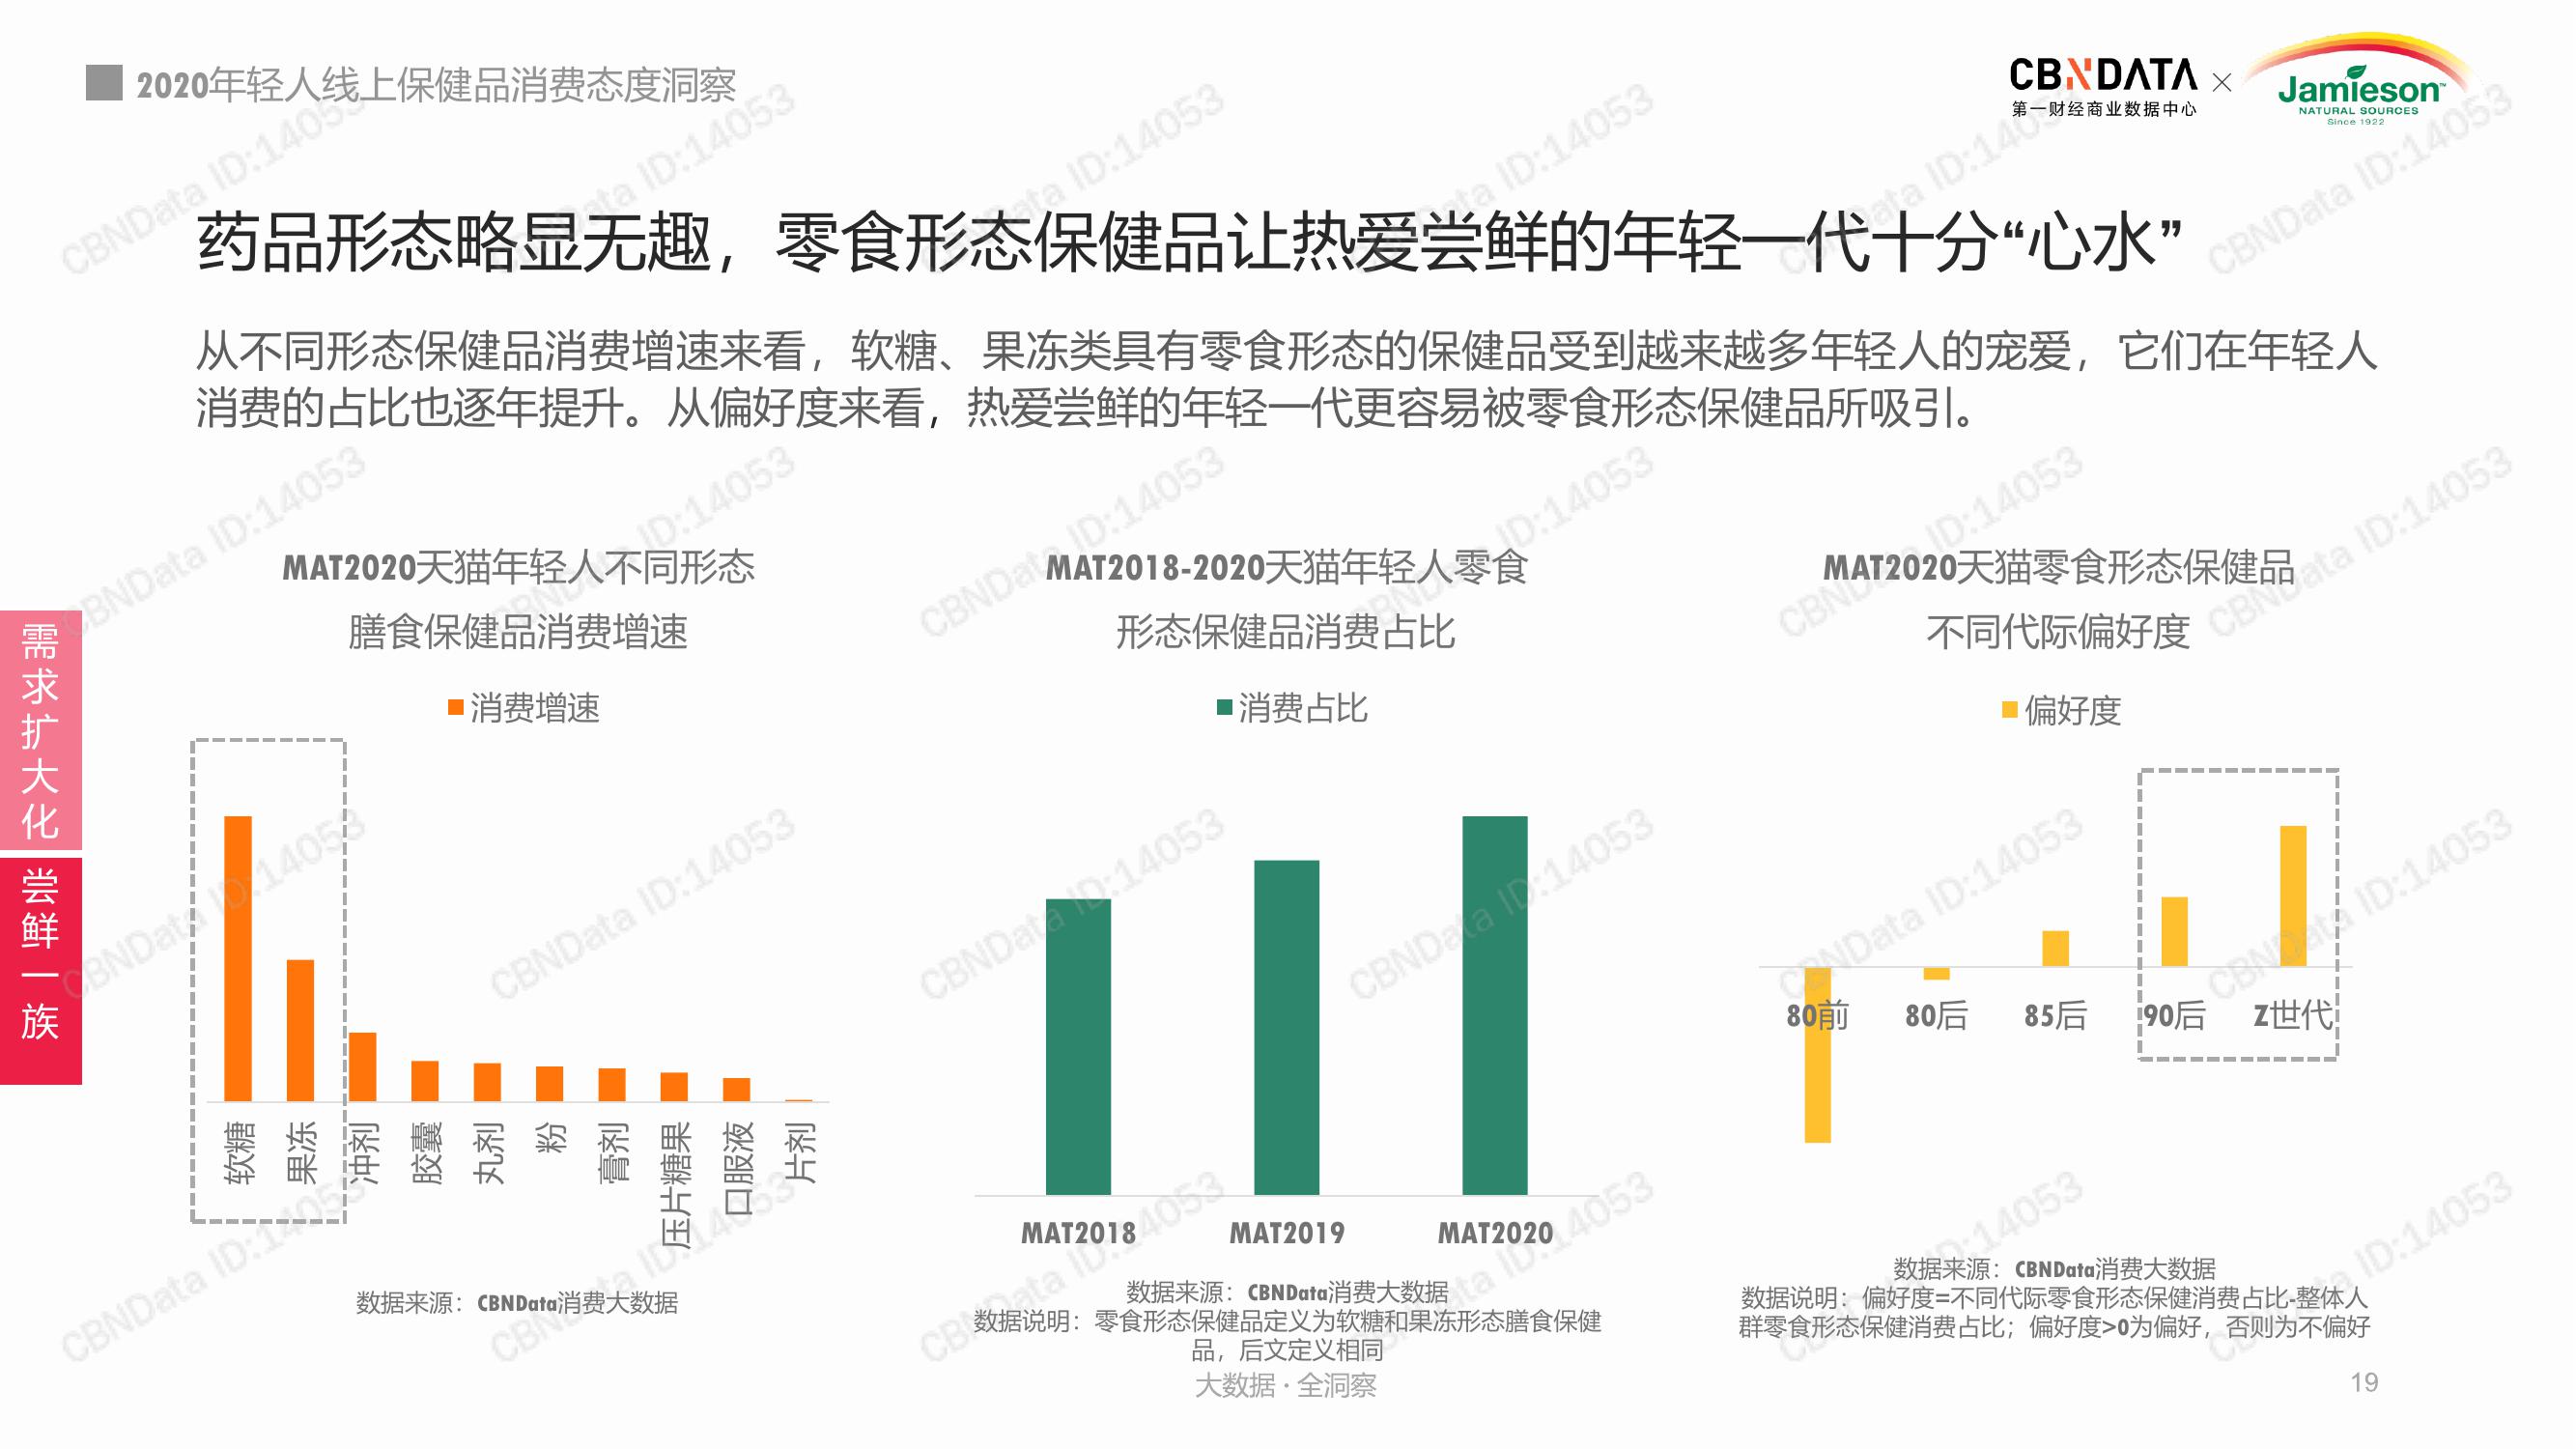 2020年轻人线上保健品消费态度洞察
CBNDATA
第一财经商业数据中心
×
Jamieson™
NATURAL SOURCES
Since 1922
药品形态略显无趣，零食形态保健品让热爱尝鲜的年轻一代十分“心水”
从不同形态保健品消费增速来看，软糖、果冻类具有零食形态的保健品受到越来越多年轻人的宠爱，它们在年轻人
消费的占比也逐年提升。从偏好度来看，热爱尝鲜的年轻一代更容易被零食形态保健品所吸引。
需求扩大化
尝鲜一族
MAT2020天猫年轻人不同形态
膳食保健品消费增速
消费增速
软糖
果冻
冲剂
胶囊
丸剂
粉
膏剂
压片糖果
口服液
片剂
数据来源：CBNData消费大数据
MAT2018-2020天猫年轻人零食
形态保健品消费占比
消费占比
MAT2018
MAT2019
MAT2020
数据来源：CBNData消费大数据
数据说明：零食形态保健品定义为软糖和果冻形态膳食保健
品，后文定义相同
MAT2020天猫零食形态保健品
不同代际偏好度
偏好度
80前
80后
85后
90后
Z世代
数据来源：CBNData消费大数据
数据说明：偏好度=不同代际零食形态保健消费占比-整体人
群零食形态保健消费占比；偏好度>0为偏好，否则为不偏好
大数据·全洞察
19
CBNData ID:14053